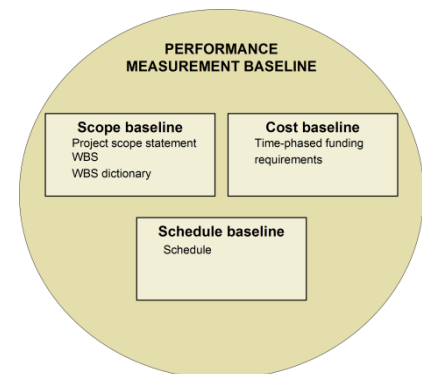 PERFORMANCE
MEASUREMENT BASELINE
Scope baseline
Project scope statement
WBS
WBS dictionary
Cost baseline
Time-phased funding
requirements
Schedule baseline
Schedule